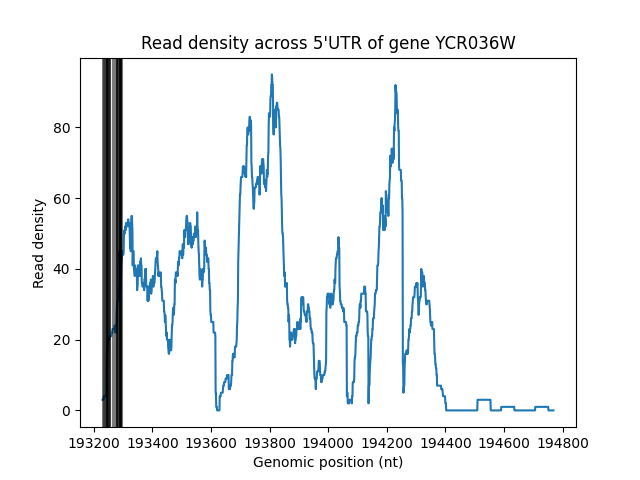 Read density across 5'UTR of gene YCR036W
80
60
40
20
0
Read density
193200 193400 193600 193800 194000 194200 194400 194600 194800
Genomic position (nt)